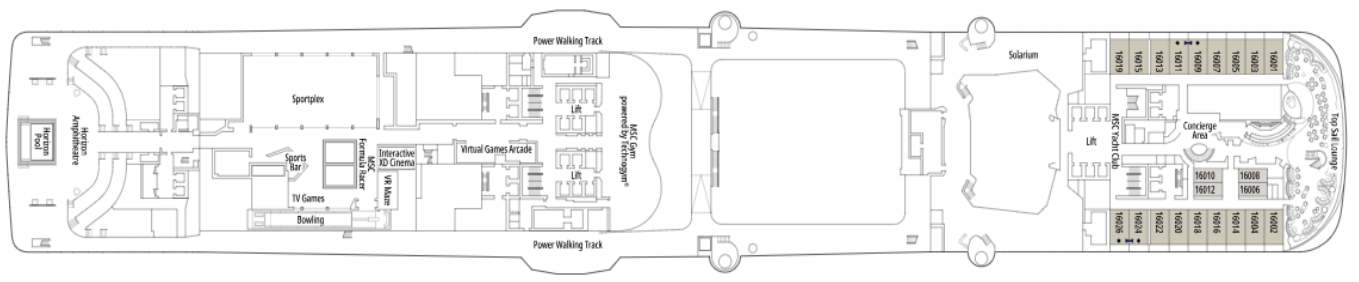 Horizon
Pool
Horizon
Amphitheatre
Sportplex
Sports
Bar
TV Games
Bowling
MSC
Formula Racer
Interactive
XD Cinema
VR Maze
Virtual Games Arcade
Power Walking Track
Power Walking Track
Lift
Lift
MSC Gym
powered by Technogym®
Solarium
Lift
MSC Yacht Club
Concierge
Area
Top Sail Lounge
16019
16015
16013
16011
16009
16007
16005
16003
16001
16010
16012
16008
16006
16026
16024
16022
16020
16018
16016
16014
16004
16002